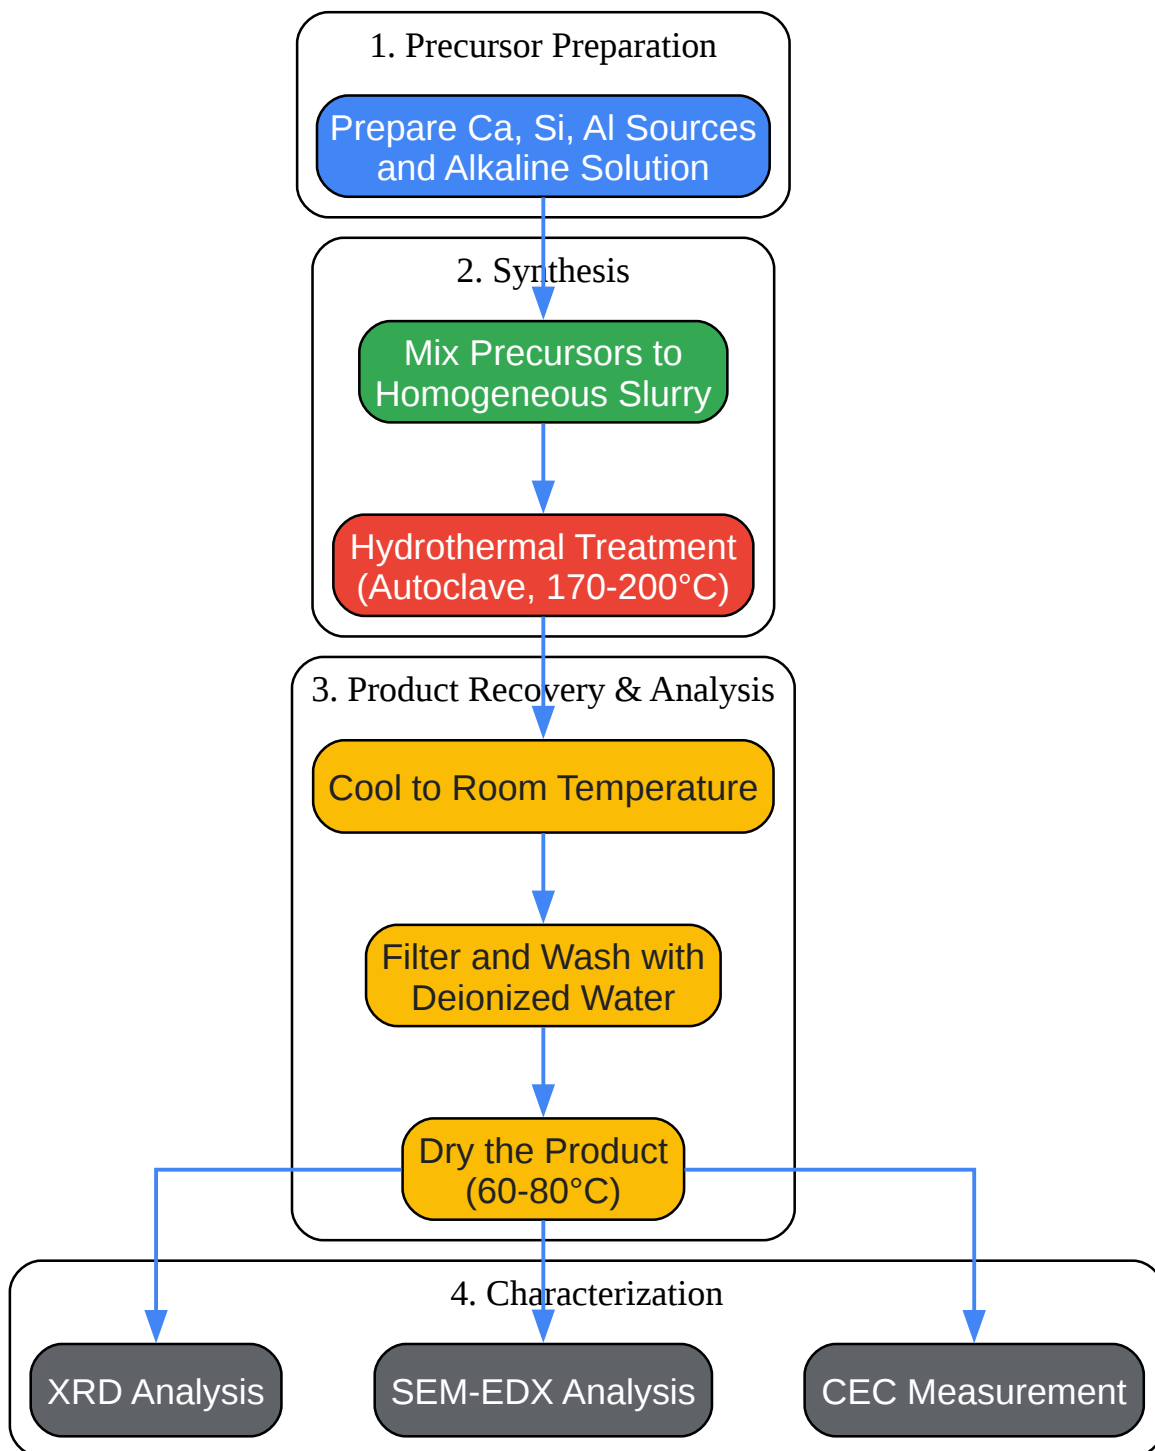 1. Precursor Preparation
Prepare Ca, Si, Al Sources
and Alkaline Solution
2. Synthesis
Mix Precursors to
Homogeneous Slurry
Hydrothermal Treatment
(Autoclave, 170-200°C)
3. Product Recovery & Analysis
Cool to Room Temperature
Filter and Wash with
Deionized Water
Dry the Product
(60-80°C)
4. Characterization
XRD Analysis
SEM-EDX Analysis
CEC Measurement